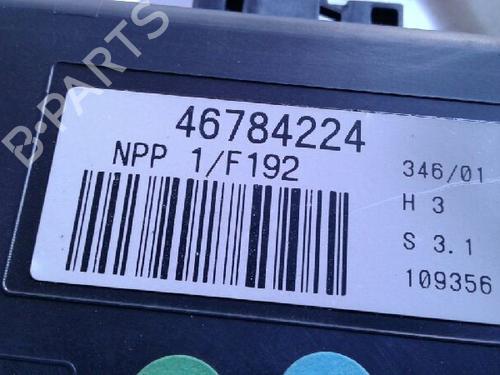 B-PARTS
46784224
NPP 1/F192
346/01
H 3
S 3.1
109356